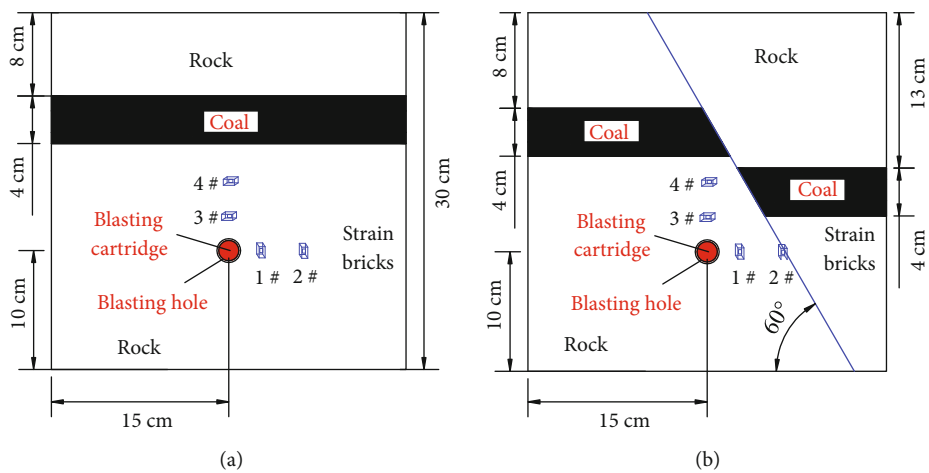 8 cm
Rock
Coal
4 cm
4 #
3 #
Blasting
cartridge
Strain
bricks
1 #
2 #
Blasting hole
10 cm
Rock
30 cm
15 cm
(a)
8 cm
Rock
13 cm
Coal
4 cm
4 #
Coal
3 #
Blasting
cartridge
Strain
bricks
4 cm
1 #
2 #
Blasting hole
10 cm
60°
Rock
15 cm
(b)